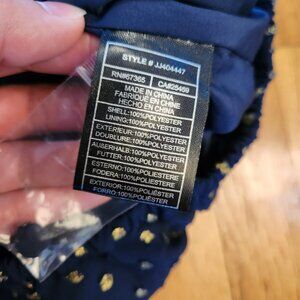 STYLE # JJ404447
RN#67365 CA#25469
MADE IN CHINA
FABRIQUE EN CHINE
HECHO EN CHINA
SHELL:100%POLYESTER
LINING:100%POLYESTER
EXTERIEUR:100%POLYESTER
DOUBLURE:100%POLYESTER
AUßERHALB:100%POLYESTER
FUTTER:100%POLYESTER
ESTERNO:100%POLIESTERE
FODERA:100%POLIESTERE
EXTERIOR:100%POLIÉSTER
FORRO:100%POLIÉSTER